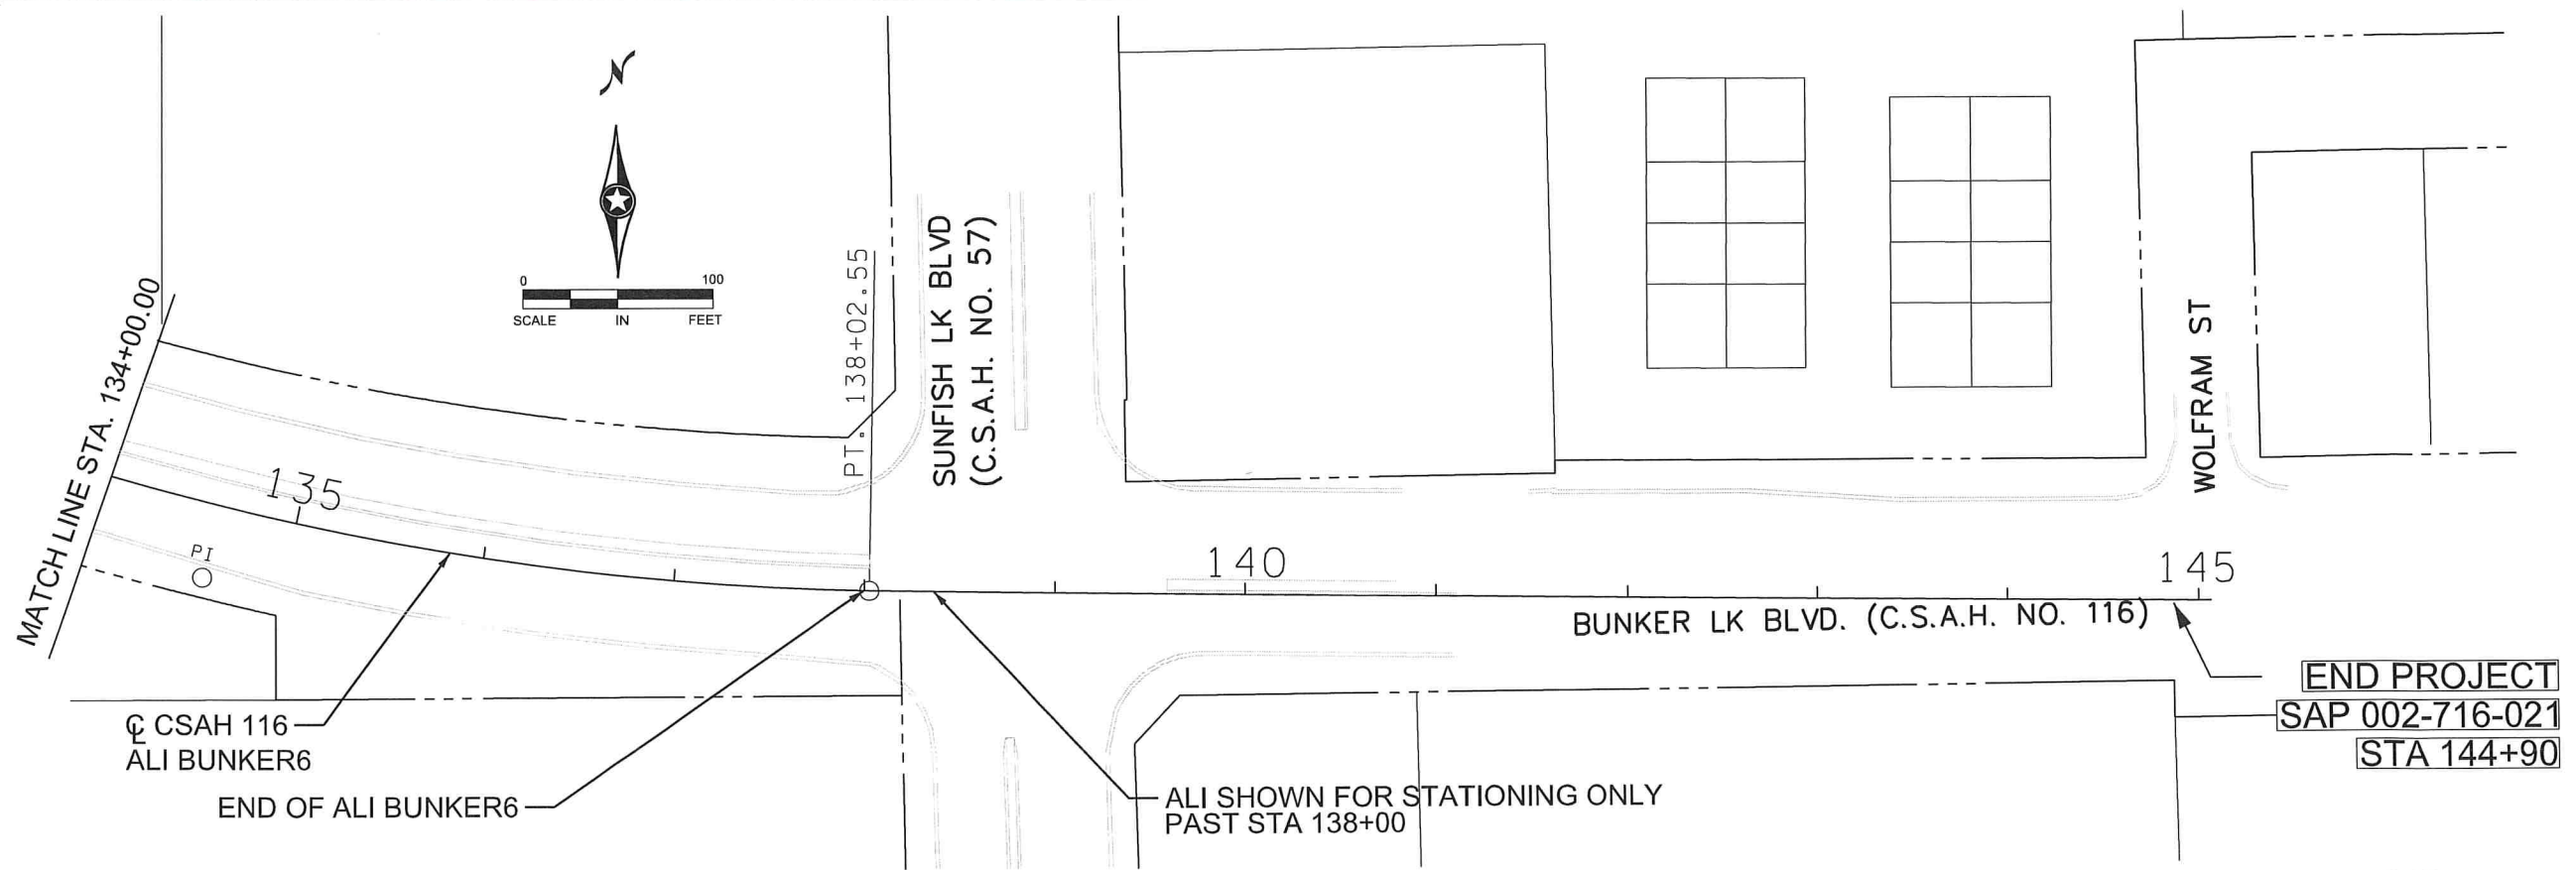 N
0 100
SCALE IN FEET
MATCH LINE STA. 134+00.00
PT. 138+02.55
SUNFISH LK BLVD
(C.S.A.H. NO. 57)
WOLFRAM ST
135
PI
140
145
BUNKER LK BLVD. (C.S.A.H. NO. 116)
END PROJECT
SAP 002-716-021
STA 144+90
℄ CSAH 116
ALI BUNKER6
END OF ALI BUNKER6
ALI SHOWN FOR STATIONING ONLY
PAST STA 138+00